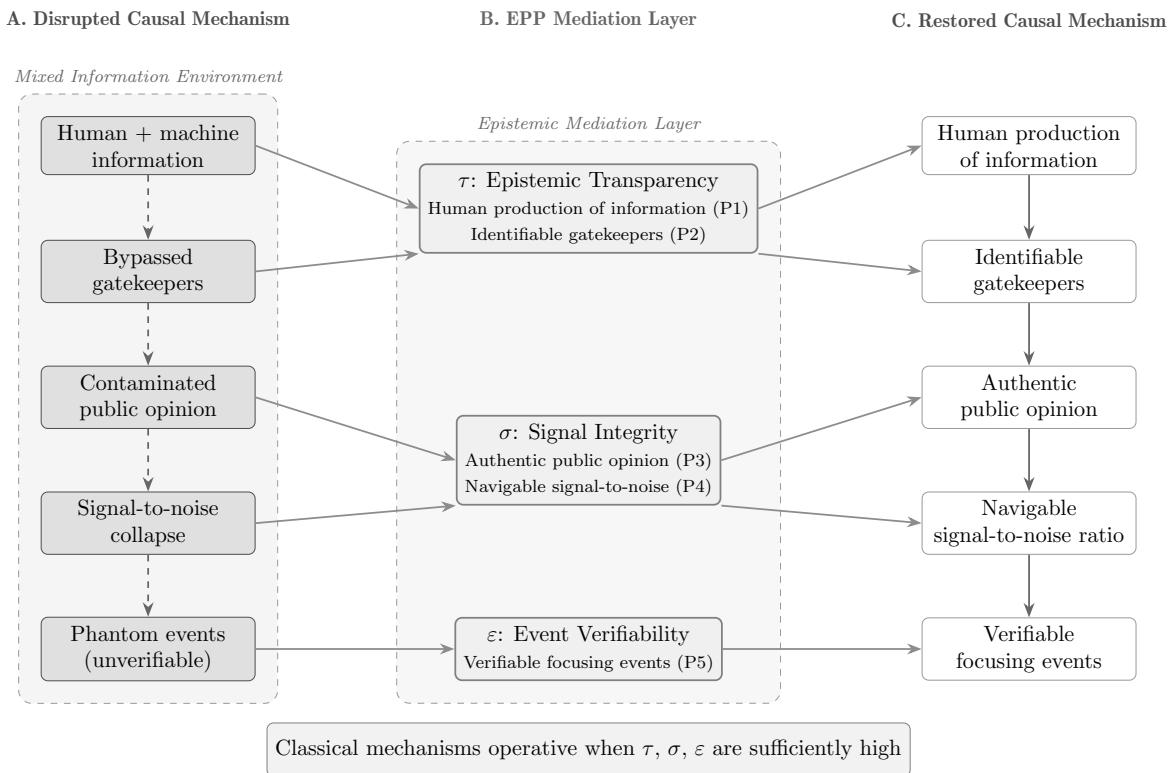 A. Disrupted Causal Mechanism
B. EPP Mediation Layer
C. Restored Causal Mechanism
Mixed Information Environment
Human + machine
information
Bypassed
gatekeepers
Contaminated
public opinion
Signal-to-noise
collapse
Phantom events
(unverifiable)
Epistemic Mediation Layer
τ: Epistemic Transparency
Human production of information (P1)
Identifiable gatekeepers (P2)
σ: Signal Integrity
Authentic public opinion (P3)
Navigable signal-to-noise (P4)
ε: Event Verifiability
Verifiable focusing events (P5)
Human production
of information
Identifiable
gatekeepers
Authentic
public opinion
Navigable
signal-to-noise ratio
Verifiable
focusing events
Classical mechanisms operative when τ, σ, ε are sufficiently high